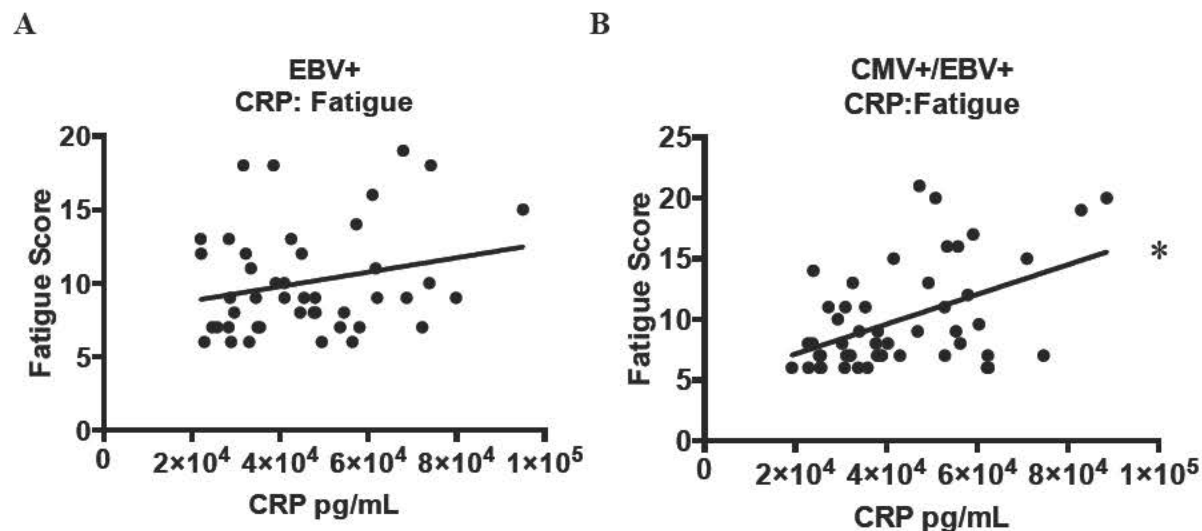 A
EBV+
CRP: Fatigue
20
15
10
5
0
Fatigue Score
0 2×10⁴ 4×10⁴ 6×10⁴ 8×10⁴ 1×10⁵
CRP pg/mL
B
CMV+/EBV+
CRP:Fatigue
25
20
15
10
5
0
Fatigue Score
*
0 2×10⁴ 4×10⁴ 6×10⁴ 8×10⁴ 1×10⁵
CRP pg/mL